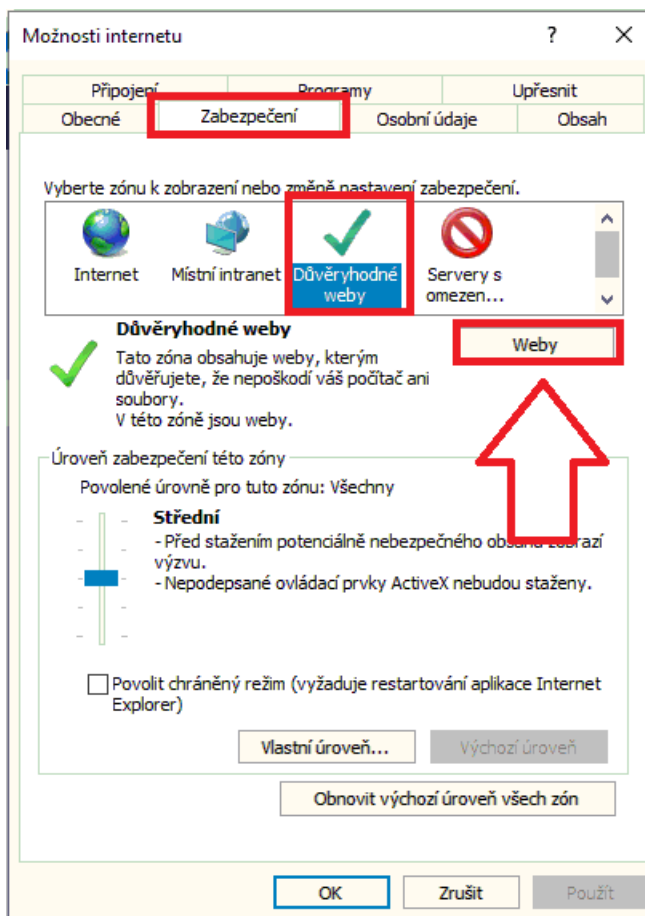 Možnosti internetu ? ×
Připojení Programy Upřesnit
Obecné Zabezpečení Osobní údaje Obsah
Vyberte zónu k zobrazení nebo změně nastavení zabezpečení.
Internet Místní intranet Důvěryhodné weby Servery s omezen...
Důvěryhodné weby
Weby
Tato zóna obsahuje weby, kterým
důvěřujete, že nepoškodí váš počítač ani
soubory.
V této zóně jsou weby.
Úroveň zabezpečení této zóny
Povolené úrovně pro tuto zónu: Všechny
Střední
- Před stažením potenciálně nebezpečného obsahu zobrazí
výzvu.
- Nepodepsané ovládací prvky ActiveX nebudou staženy.
Povolit chráněný režim (vyžaduje restartování aplikace Internet
Explorer)
Vlastní úroveň... Výchozí úroveň
Obnovit výchozí úroveň všech zón
OK Zrušit Použít